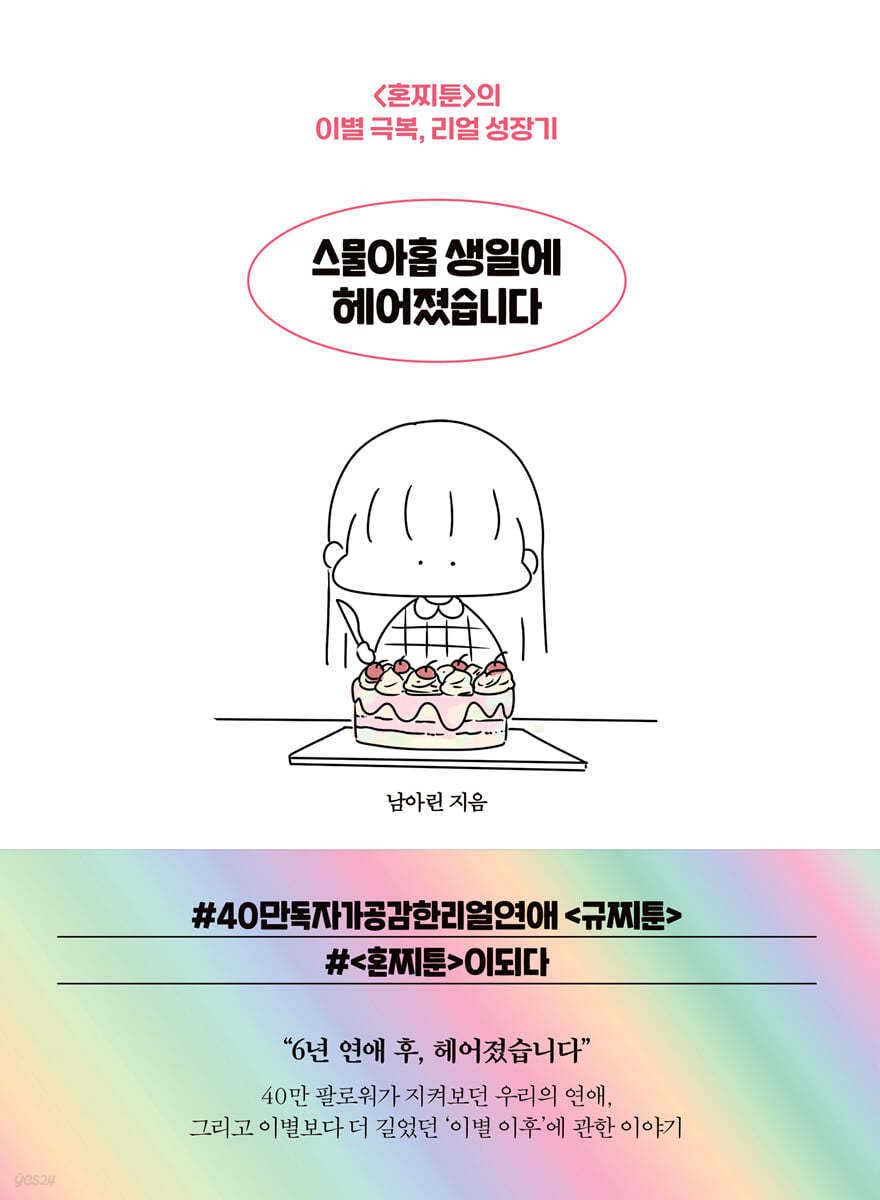 <혼찌툰>의
이별 극복, 리얼 성장기
스물아홉 생일에
헤어졌습니다
남아린 지음
#40만독자가공감한리얼연애 <규찌툰>
#<혼찌툰>이되다
“6년 연애 후, 헤어졌습니다”
40만 팔로워가 지켜보던 우리의 연애,
그리고 이별보다 더 길었던 ‘이별 이후’에 관한 이야기
yes24